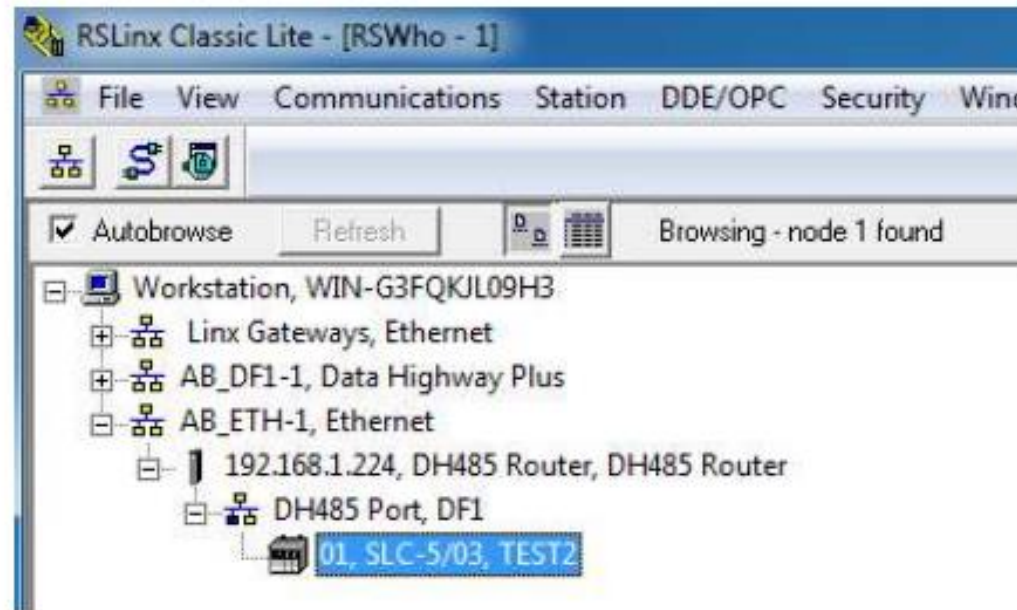 RSLinx Classic Lite - [RSWho - 1]
File View Communications Station DDE/OPC Security
Autobrowse Refresh Browsing - node 1 found
Workstation, WIN-G3FQKJL09H3
Linx Gateways, Ethernet
AB_DF1-1, Data Highway Plus
AB_ETH-1, Ethernet
192.168.1.224, DH485 Router, DH485 Router
DH485 Port, DF1
01, SLC-5/03, TEST2